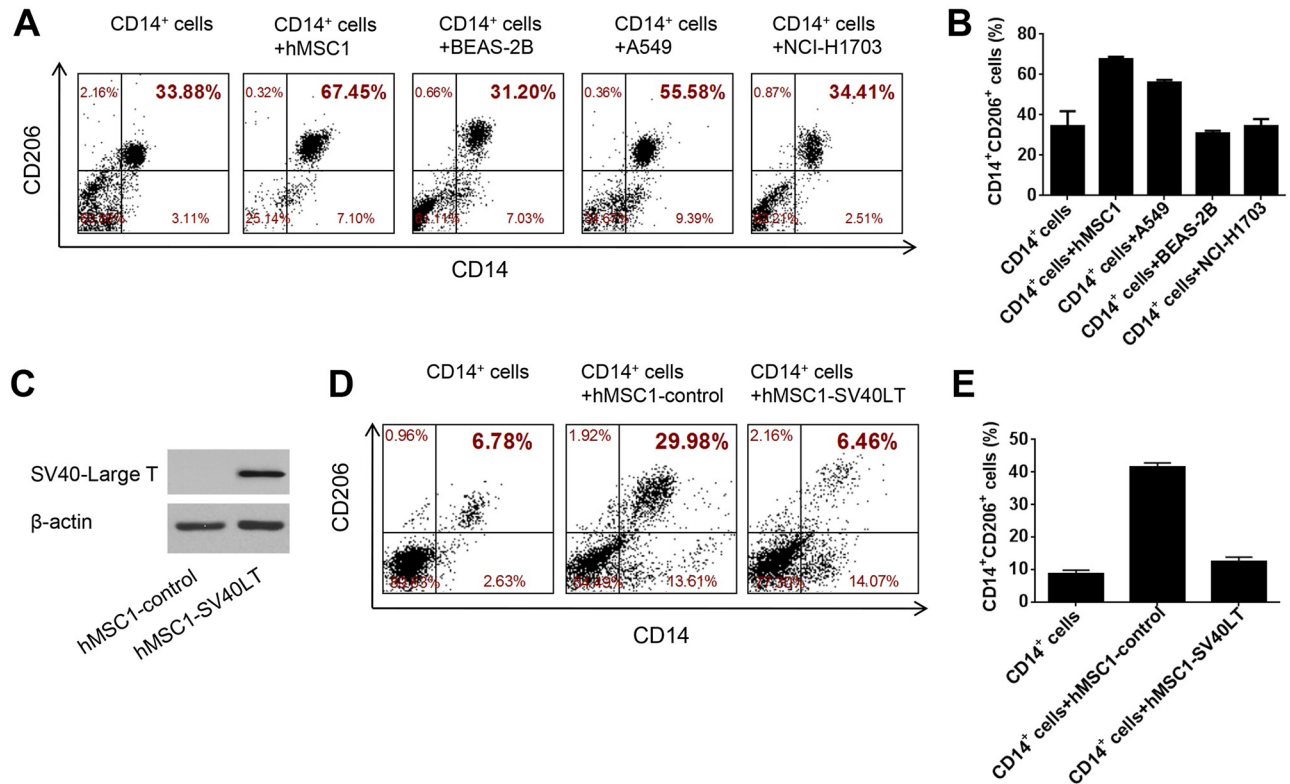 A
CD14⁺ cells
CD14⁺ cells
+hMSC1
CD14⁺ cells
+BEAS-2B
CD14⁺ cells
+A549
CD14⁺ cells
+NCI-H1703
2.16% 33.88%
3.11%
0.32% 67.45%
25.14% 7.10%
0.66% 31.20%
7.03%
0.36% 55.58%
9.39%
0.87% 34.41%
2.51%
CD206
CD14
B
CD14⁺CD206⁺ cells (%)
80
60
40
20
0
CD14⁺ cells
CD14⁺ cells+hMSC1
CD14⁺ cells+A549
CD14⁺ cells+BEAS-2B
CD14⁺ cells+NCI-H1703
C
SV40-Large T
β-actin
hMSC1-control
hMSC1-SV40LT
D
CD14⁺ cells
CD14⁺ cells
+hMSC1-control
CD14⁺ cells
+hMSC1-SV40LT
0.96% 6.78%
2.63%
1.92% 29.98%
13.61%
2.16% 6.46%
14.07%
CD206
CD14
E
CD14⁺CD206⁺ cells (%)
50
40
30
20
10
0
CD14⁺ cells
CD14⁺ cells+hMSC1-control
CD14⁺ cells+hMSC1-SV40LT